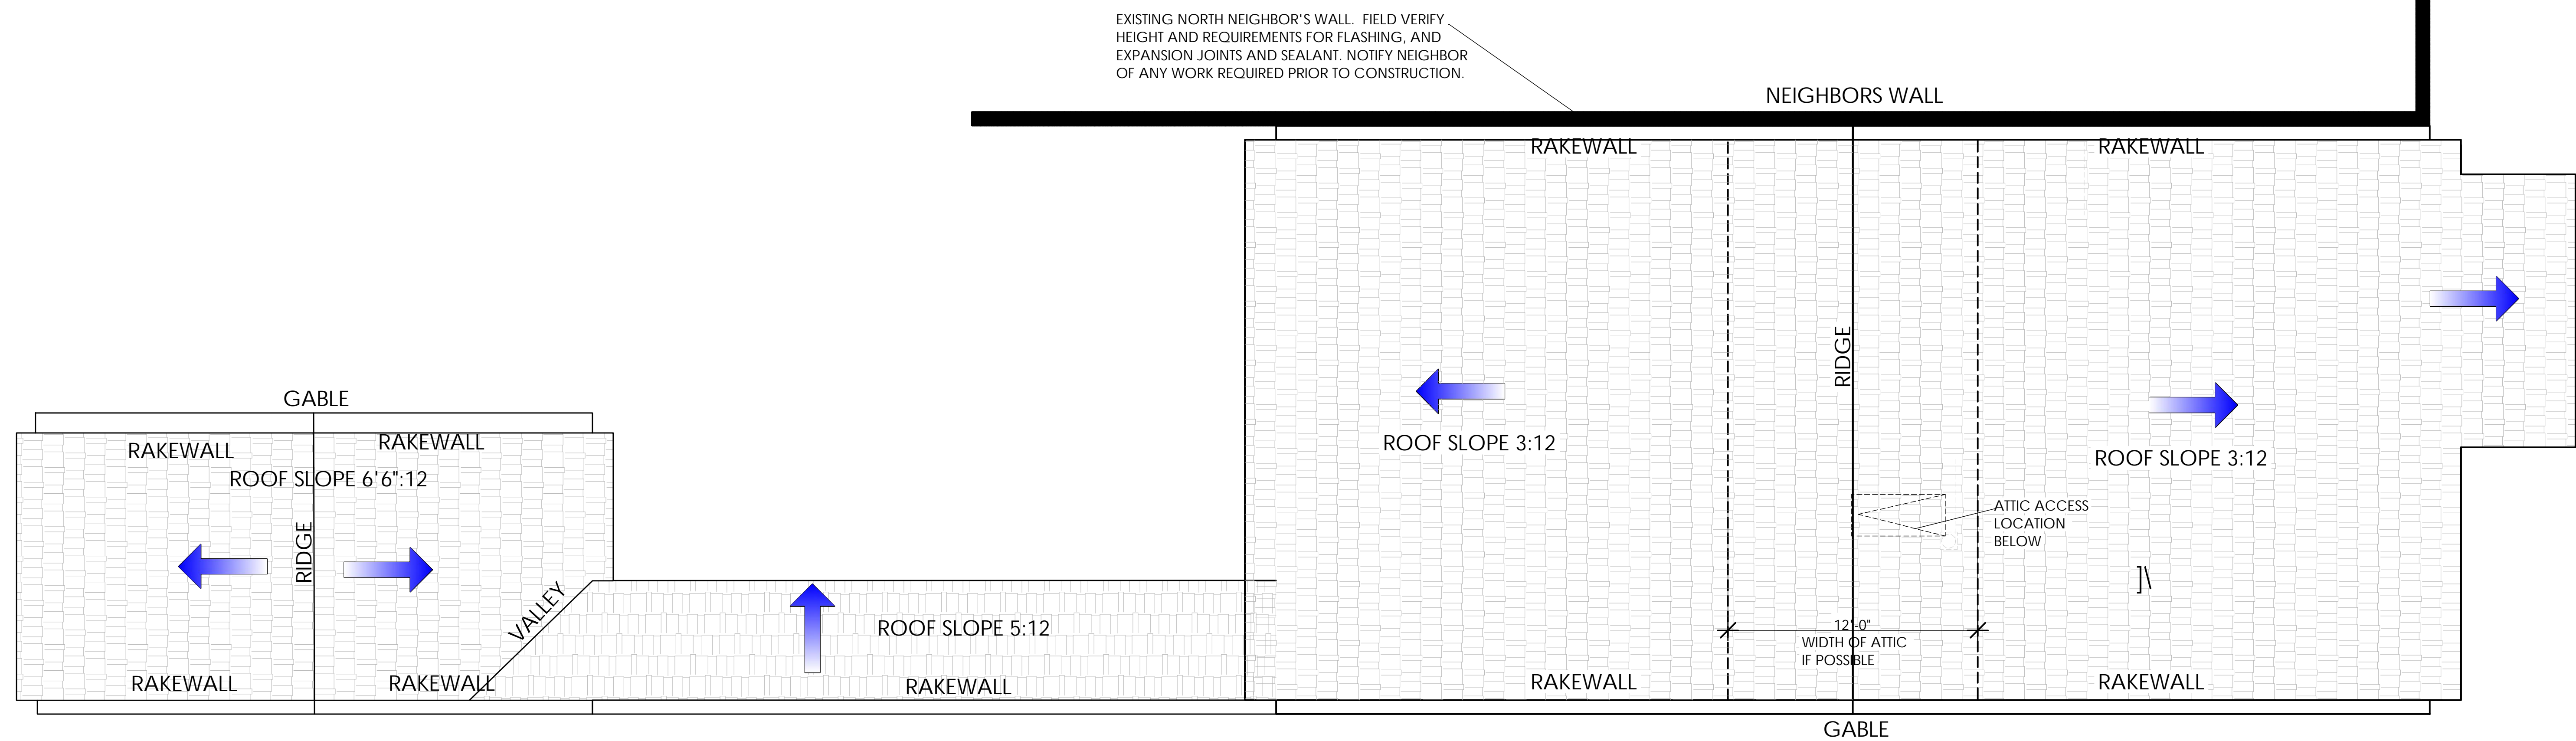 EXISTING NORTH NEIGHBOR'S WALL.  FIELD VERIFY
HEIGHT AND REQUIREMENTS FOR FLASHING, AND
EXPANSION JOINTS AND SEALANT. NOTIFY NEIGHBOR
OF ANY WORK REQUIRED PRIOR TO CONSTRUCTION.
NEIGHBORS WALL
RAKEWALL
RAKEWALL
RIDGE
ROOF SLOPE 3:12
ROOF SLOPE 3:12
GABLE
RAKEWALL
RAKEWALL
ROOF SLOPE 6'6":12
RIDGE
VALLEY
ROOF SLOPE 5:12
ATTIC ACCESS
LOCATION
BELOW
]\
12'-0"
WIDTH OF ATTIC
IF POSSIBLE
RAKEWALL
RAKEWALL
RAKEWALL
RAKEWALL
RAKEWALL
GABLE